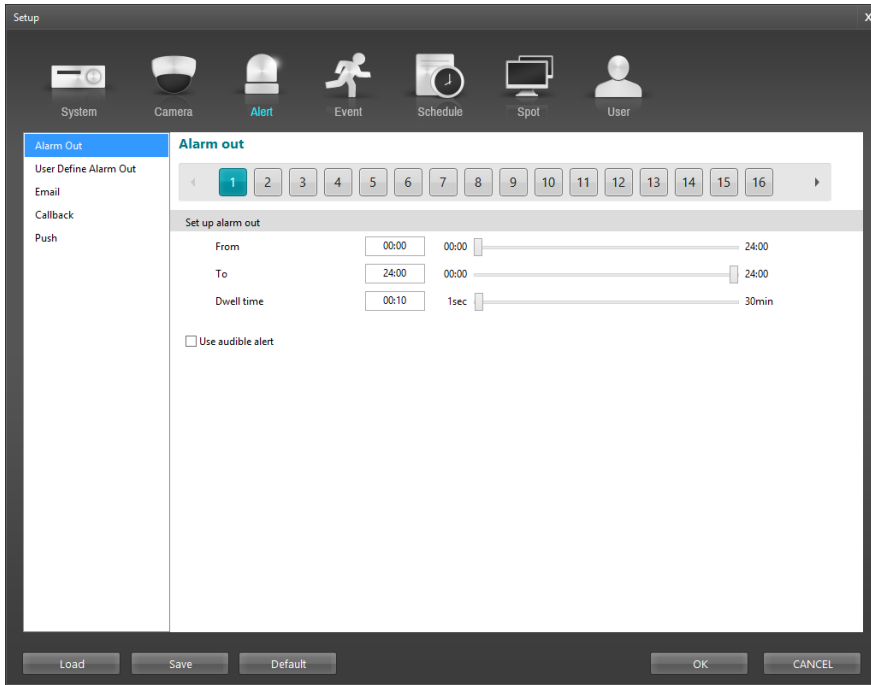 Setup X
System Camera Alert Event Schedule Spot User
Alarm Out
User Define Alarm Out
Email
Callback
Push
Alarm out
1 2 3 4 5 6 7 8 9 10 11 12 13 14 15 16
Set up alarm out
From 00:00 00:00 24:00
To 24:00 00:00 24:00
Dwell time 00:10 1sec 30min
Use audible alert
Load Save Default OK CANCEL